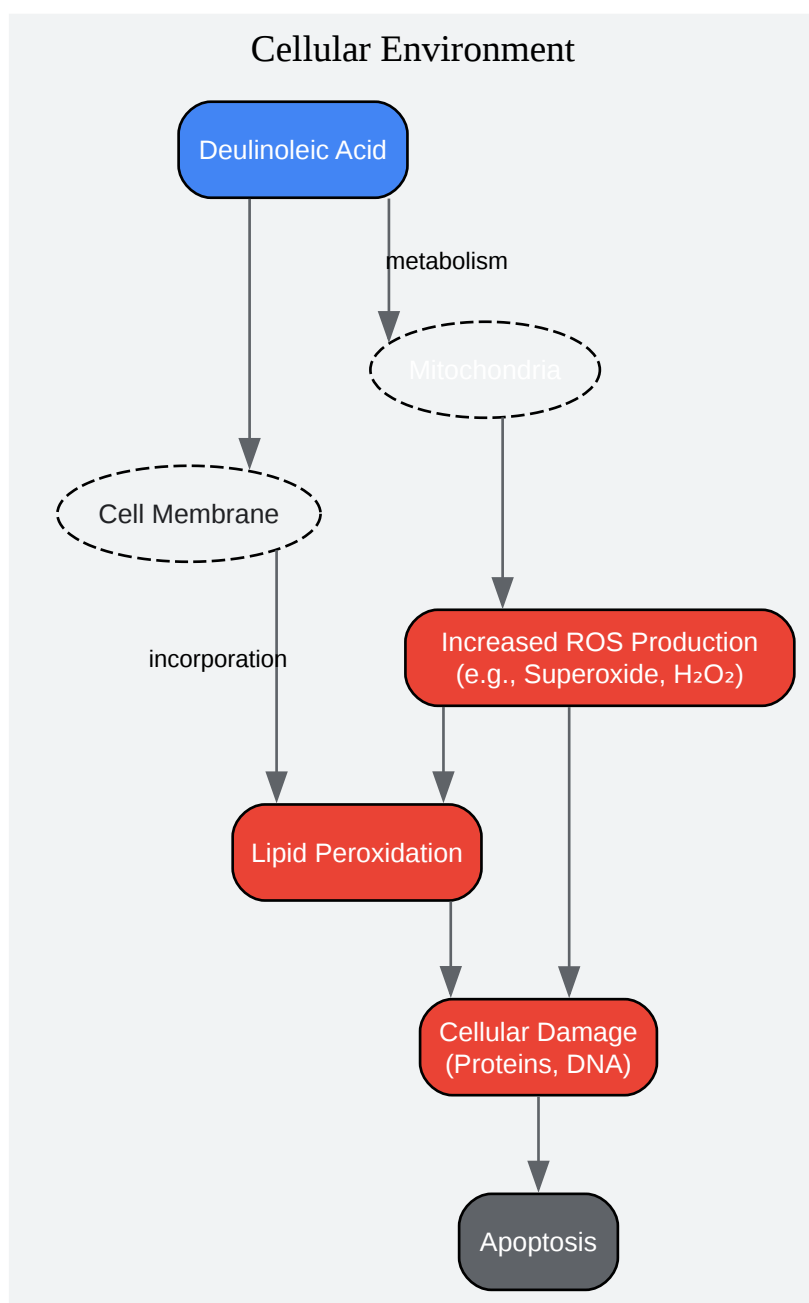 Cellular Environment
Deulinoleic Acid
metabolism
Mitochondria
Cell Membrane
incorporation
Increased ROS Production
(e.g., Superoxide, H₂O₂)
Lipid Peroxidation
Cellular Damage
(Proteins, DNA)
Apoptosis